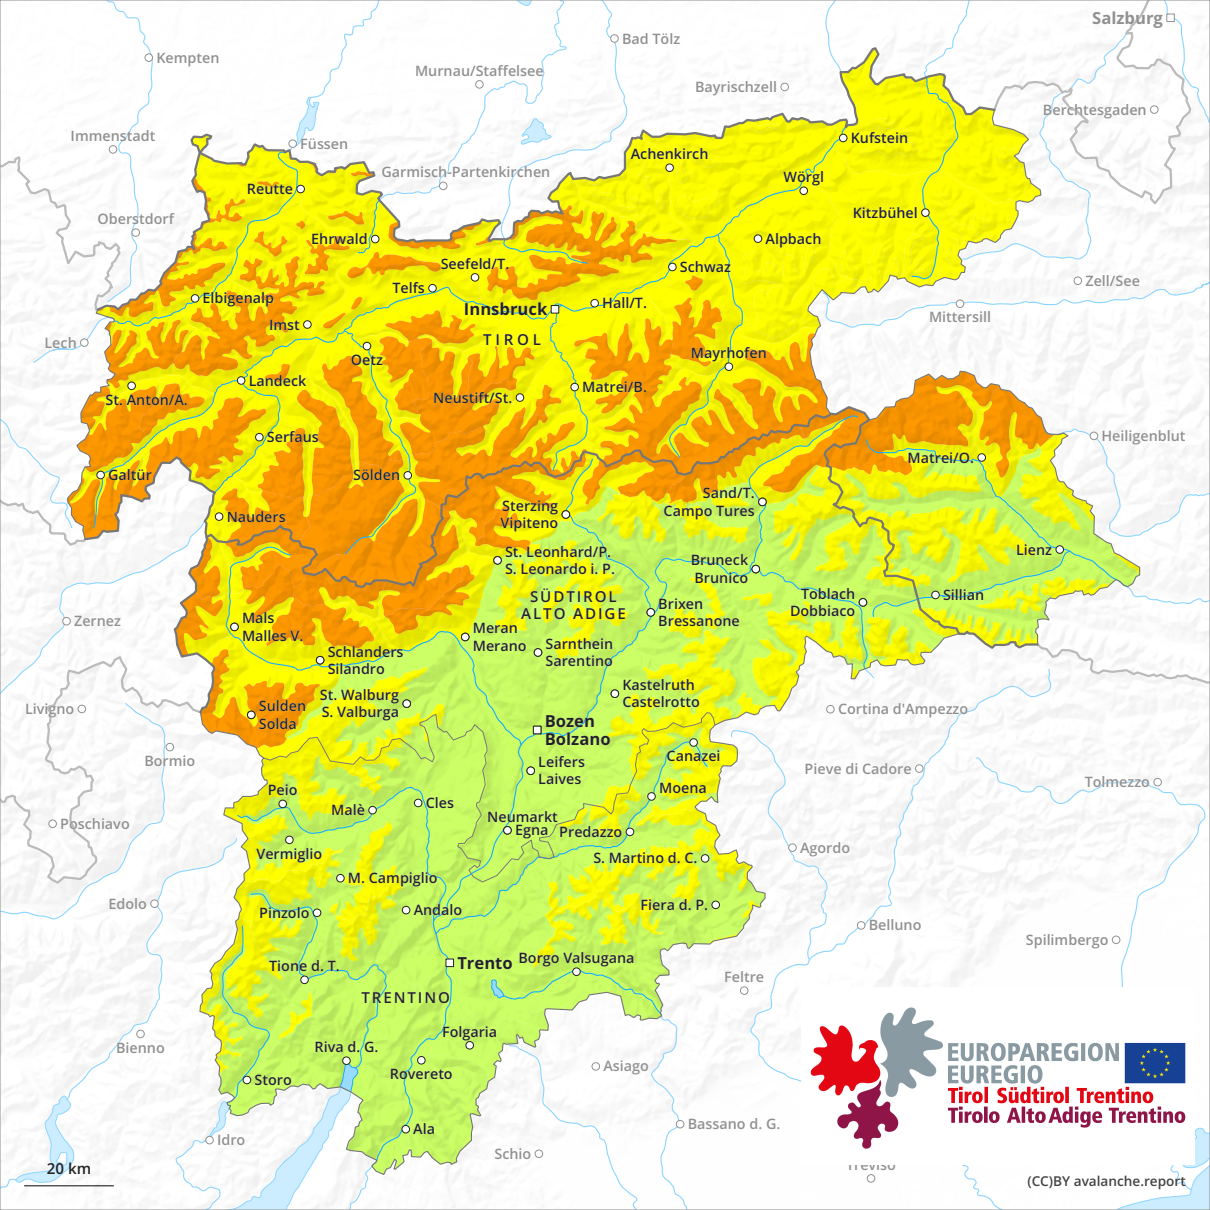 Salzburg
Bad Tölz
Kempten
Murnau/Staffelsee
Bayrischzell
Berchtesgaden
Immenstadt
Füssen
Kufstein
Achenkirch
Garmisch-Partenkirchen
Wörgl
Reutte
Oberstdorf
Kitzbühel
Ehrwald
Alpbach
Seefeld/T.
Schwaz
Zell/See
Telfs
Elbigenalp
Hall/T.
Innsbruck
Mittersill
Imst
TIROL
Lech
Mayrhofen
Oetz
Landeck
Matrei/B.
St. Anton/A.
Neustift/St.
Serfaus
Heiligenblut
Matrei/O.
Galtür
Sölden
Sand/T.
Campo Tures
Sterzing
Vipiteno
Nauders
Lienz
St. Leonhard/P.
S. Leonardo i. P.
Bruneck
Brunico
SÜDTIROL
ALTO ADIGE
Toblach
Dobbiaco
Sillian
Brixen
Bressanone
Zernez
Mals
Malles V.
Meran
Merano
Sarnthein
Sarentino
Schlanders
Silandro
Kastelruth
Castelrotto
St. Walburg
S. Valburga
Livigno
Sulden
Solda
Cortina d'Ampezzo
Bozen
Bolzano
Bormio
Canazei
Leifers
Laives
Pieve di Cadore
Tolmezzo
Peio
Moena
Malè
Cles
Neumarkt
Egna
Poschiavo
Predazzo
Vermiglio
Agordo
S. Martino d. C.
M. Campiglio
Edolo
Pinzolo
Andalo
Fiera d. P.
Belluno
Spilimbergo
Trento
Borgo Valsugana
Tione d. T.
Feltre
TRENTINO
Bienno
Folgaria
Riva d. G.
Asiago
Rovereto
Storo
EUROPAREGION
EUREGIO
Tirol Südtirol Trentino
Tirolo Alto Adige Trentino
Ala
Bassano d. G.
Idro
Schio
Treviso
20 km
(CC)BY avalanche.report